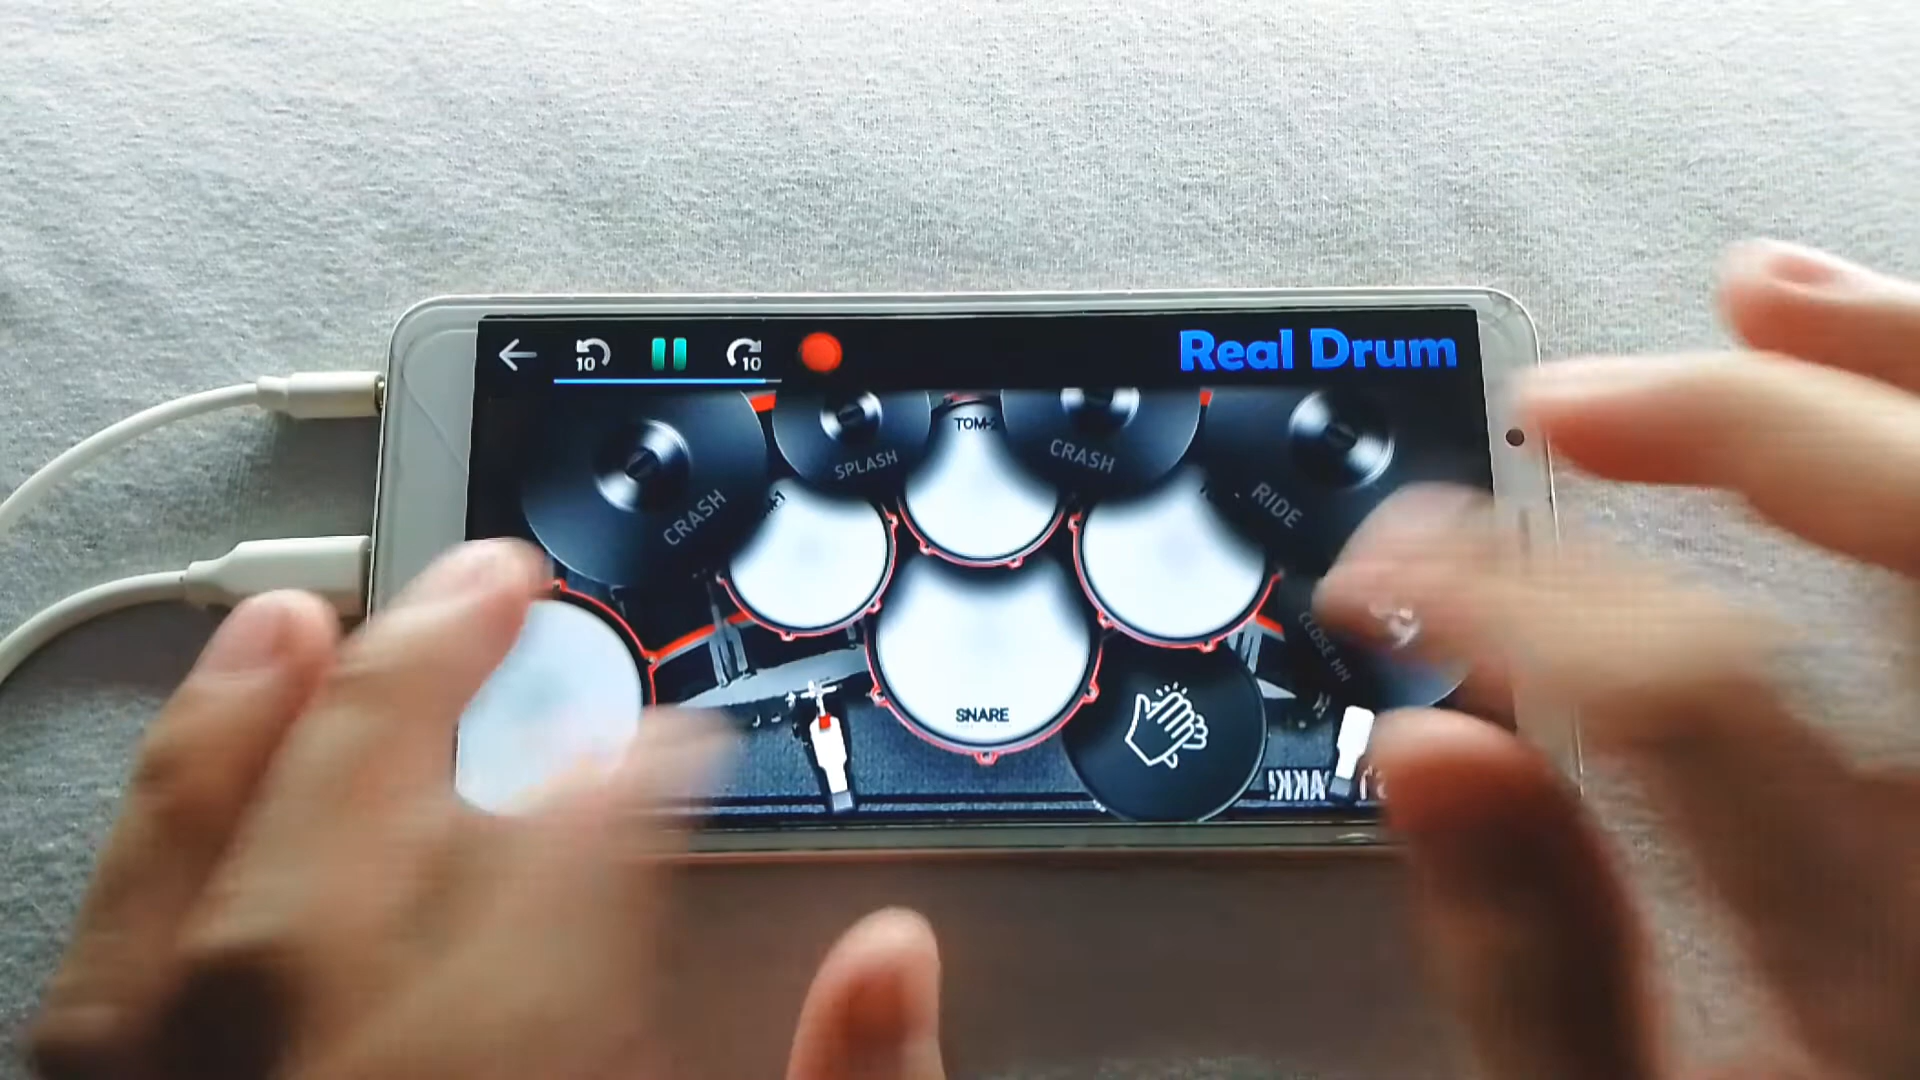 10
10
Real Drum
TOM-2
SPLASH
CRASH
CRASH
RIDE
CLOSE HH
SNARE